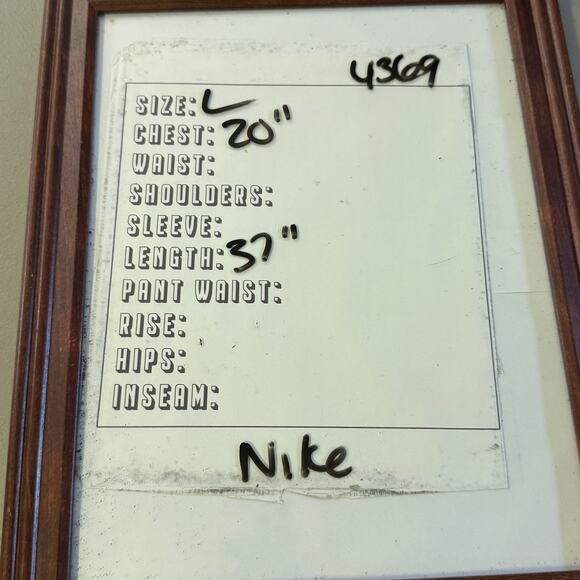 4369
SIZE: L
CHEST: 20"
WAIST:
SHOULDERS:
SLEEVE:
LENGTH: 37"
PANT WAIST:
RISE:
HIPS:
INSEAM:
Nike